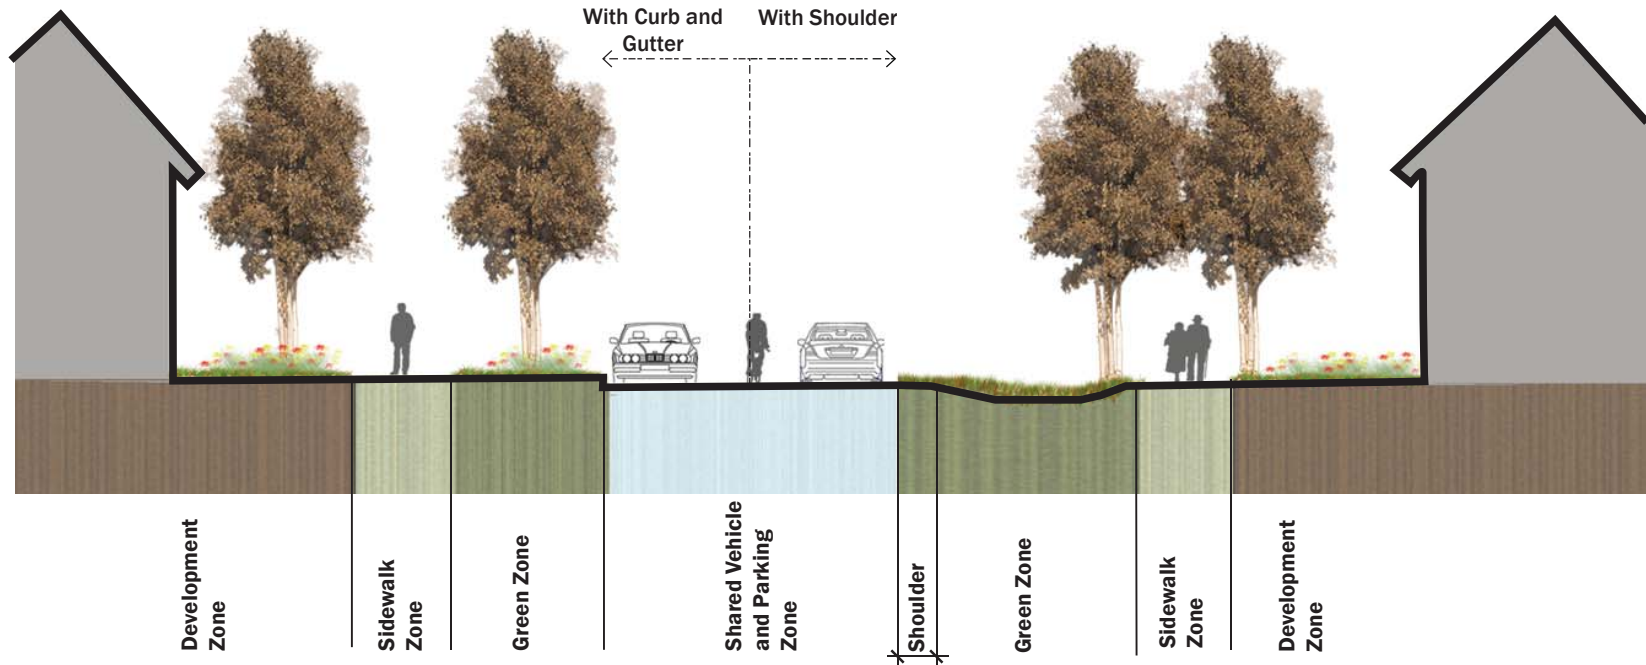 With Curb and
Gutter
With Shoulder
Development
Zone
Sidewalk
Zone
Green Zone
Shared Vehicle
and Parking
Zone
Shoulder
Green Zone
Sidewalk
Zone
Development
Zone